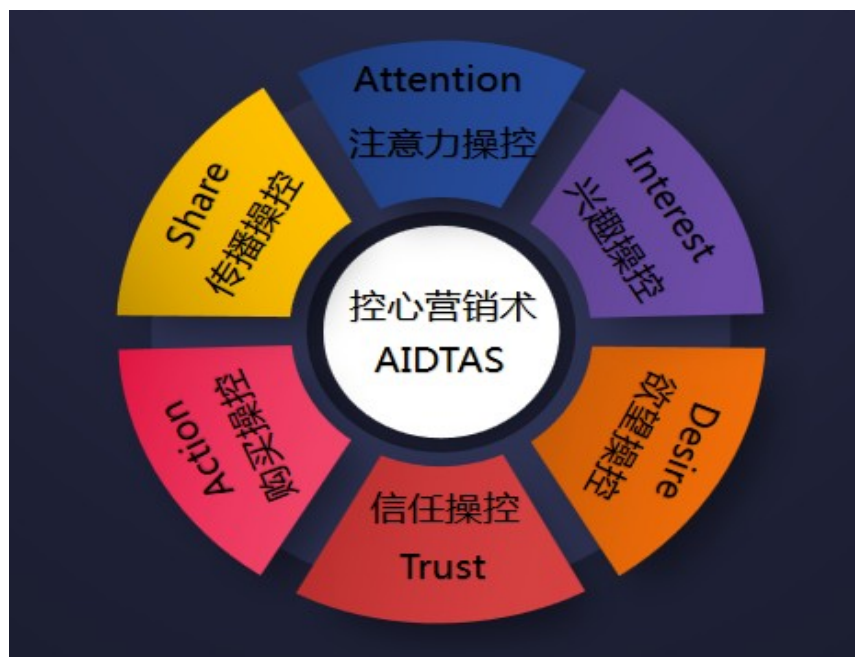 控心营销术
AIDTAS
Attention
注意力操控
Interest
兴趣操控
Desire
欲望操控
信任操控
Trust
Action
购买操控
Share
传播操控